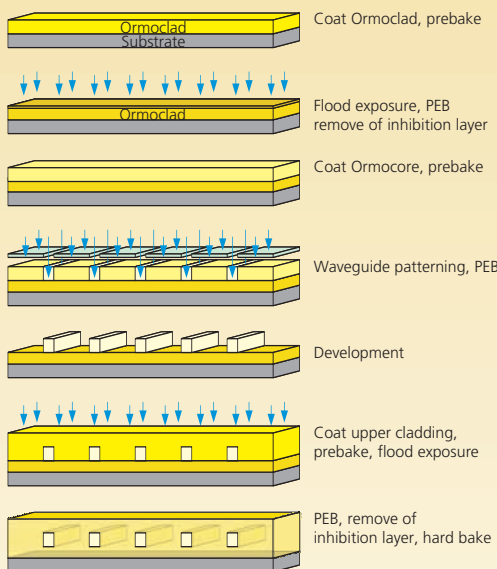 Ormoclad
Substrate
Coat Ormoclad, prebake
Ormoclad
Flood exposure, PEB
remove of inhibition layer
Coat Ormocore, prebake
Waveguide patterning, PEB
Development
Coat upper cladding,
prebake, flood exposure
PEB, remove of
inhibition layer, hard bake